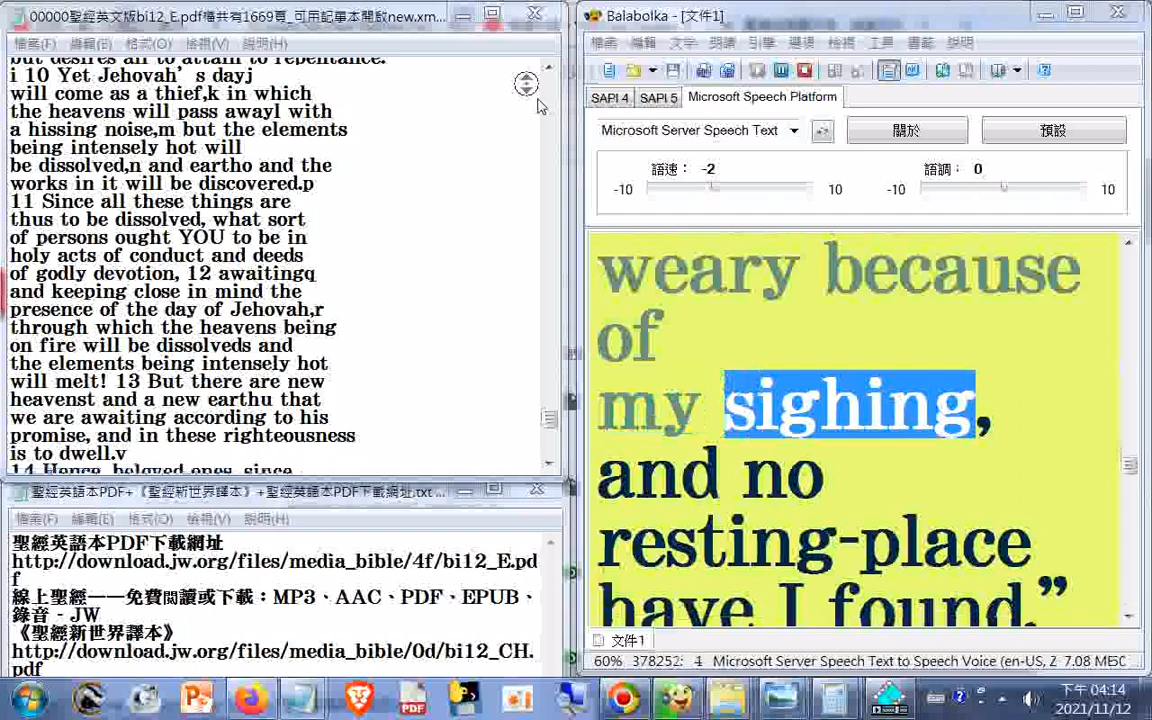 00000聖經英文版bi12_E.pdf檔共有1669頁_可用記事本開啟new.xm...
檔案(F) 編輯(E) 格式(O) 檢視(V) 說明(H)
but desires all to attain to repentance.
i 10 Yet Jehovah’s dayj
will come as a thief,k in which
the heavens will pass awayl with
a hissing noise,m but the elements
being intensely hot will
be dissolved,n and eartho and the
works in it will be discovered.p
11 Since all these things are
thus to be dissolved, what sort
of persons ought YOU to be in
holy acts of conduct and deeds
of godly devotion, 12 awaitingq
and keeping close in mind the
presence of the day of Jehovah,r
through which the heavens being
on fire will be dissolveds and
the elements being intensely hot
will melt! 13 But there are new
heavenst and a new earthu that
we are awaiting according to his
promise, and in these righteousness
is to dwell.v
14 Hence, beloved ones, since
聖經英語本PDF+《聖經新世界譯本》+聖經英語本PDF下載網址.txt ...
檔案(F) 編輯(E) 格式(O) 檢視(V) 說明(H)
聖經英語本PDF下載網址
http://download.jw.org/files/media_bible/4f/bi12_E.pd
f
線上聖經——免費閱讀或下載：MP3、AAC、PDF、EPUB、
錄音 - JW
《聖經新世界譯本》
http://download.jw.org/files/media_bible/0d/bi12_CH.
pdf
Balabolka - [文件1]
檔案 編輯 文字 朗讀 引擎 選項 檢視 工具 書籤 說明
SAPI 4 SAPI 5 Microsoft Speech Platform
Microsoft Server Speech Text 關於 預設
語速： -2 語調： 0
-10 10 -10 10
weary because
of
my sighing,
and no
resting-place
have I found.”
文件1
60% 378252: 4 Microsoft Server Speech Text to Speech Voice (en-US, Z 7.08 МБ
下午 04:14
2021/11/12